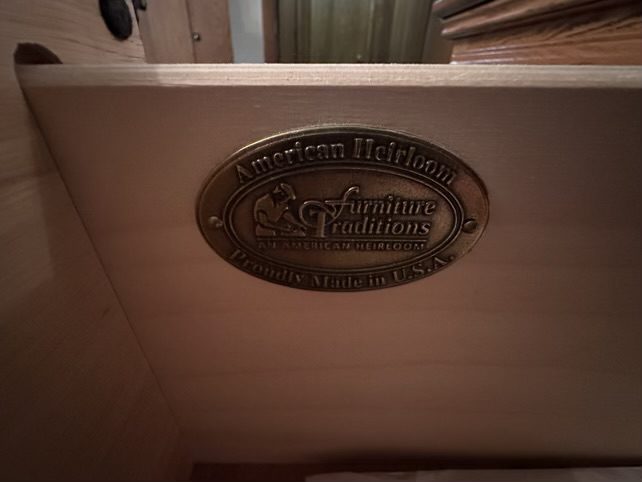 American Heirloom
Furniture
Traditions
AN AMERICAN HEIRLOOM
Proudly Made in U.S.A.